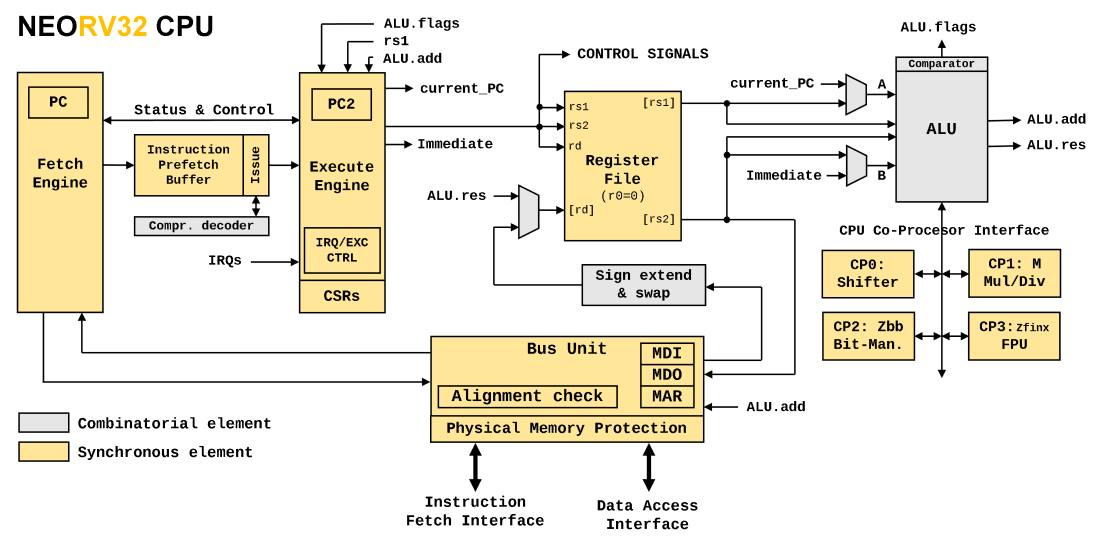 NEORV32 CPU
ALU.flags
rs1
ALU.add
PC
Fetch
Engine
Status & Control
Instruction
Prefetch
Buffer
Issue
Compr. decoder
PC2
Execute
Engine
IRQ/EXC
CTRL
CSRs
IRQs
current_PC
Immediate
CONTROL SIGNALS
ALU.res
rs1
rs2
rd
[rs1]
Register
File
(r0=0)
[rd]
[rs2]
Sign extend
& swap
current_PC
A
Immediate
B
ALU.flags
Comparator
ALU
ALU.add
ALU.res
CPU Co-Procesor Interface
CP0:
Shifter
CP1: M
Mul/Div
CP2: Zbb
Bit-Man.
CP3: Zfinx
FPU
Bus Unit
MDI
MDO
MAR
Alignment check
Physical Memory Protection
ALU.add
Instruction
Fetch Interface
Data Access
Interface
Combinatorial element
Synchronous element